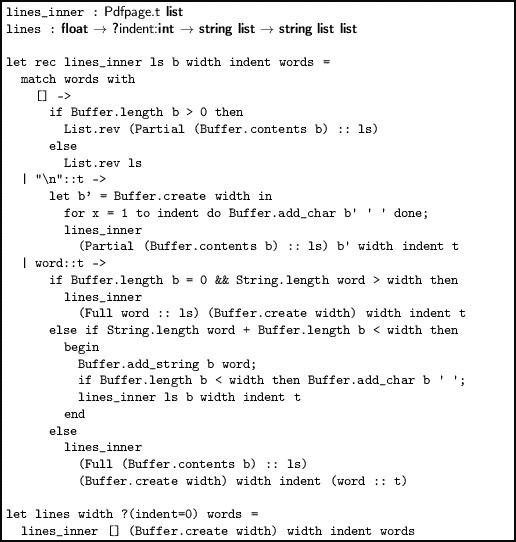 lines_inner : Pdfpage.t list
lines : float → ?indent:int → string list → string list list
let rec lines_inner ls b width indent words =
match words with
[] ->
if Buffer.length b > 0 then
List.rev (Partial (Buffer.contents b) :: ls)
else
List.rev ls
| "\n"::t ->
let b’ = Buffer.create width in
for x = 1 to indent do Buffer.add_char b' ' ' done;
lines_inner
(Partial (Buffer.contents b) :: ls) b' width indent t
| word::t ->
if Buffer.length b = 0 && String.length word > width then
lines_inner
(Full word :: ls) (Buffer.create width) width indent t
else if String.length word + Buffer.length b < width then
begin
Buffer.add_string b word;
if Buffer.length b < width then Buffer.add_char b ' ';
lines_inner ls b width indent t
end
else
lines_inner
(Full (Buffer.contents b) :: ls)
(Buffer.create width) width indent (word :: t)
let lines width ?(indent=0) words =
lines_inner [] (Buffer.create width) width indent words